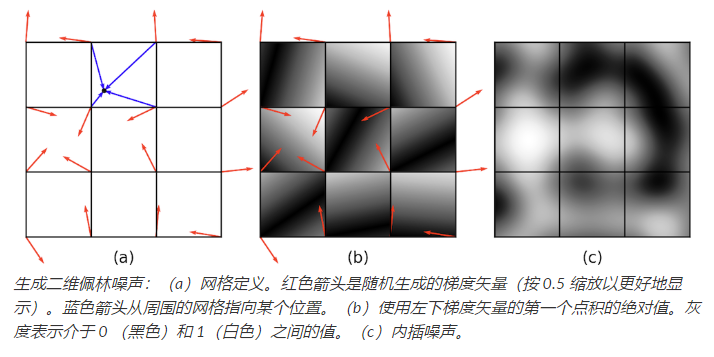 (a) (b) (c)
生成二维佩林噪声：（a）网格定义。红色箭头是随机生成的梯度矢量（按 0.5 缩放以更好地显
示）。蓝色箭头从周围的网格指向某个位置。（b）使用左下梯度矢量的第一个点积的绝对值。灰
度表示介于 0 （黑色）和 1（白色）之间的值。（c）内插噪声。